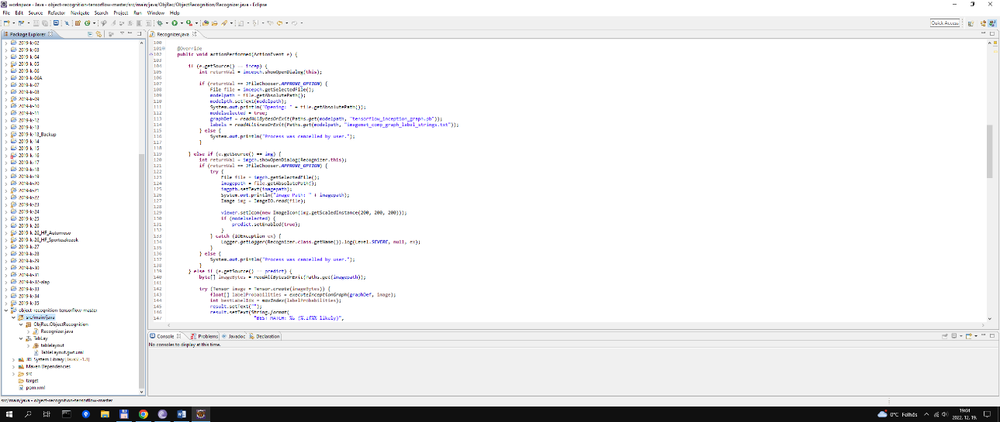 workspace - Java - object-recognition-tensorflow-master/src/main/java/ObjRec/ObjectRecognition/Recognizer.java - Eclipse
File Edit Source Refactor Navigate Search Project Run Window Help
Quick Access
Package Explorer
2019-k-02
2019-k-03
2019-k-04
2019-k-05
2019-k-06
2019-k-06A
2019-k-07
2019-k-08
2019-k-09
2019-k-10
2019-k-11
2019-k-12
2019-k-13
2019-k-13_Backup
2019-k-14
2019-k-15
2019-k-16
2019-k-17
2019-k-18
2019-k-19
2019-k-20
2019-k-21
2019-k-22
2019-k-23
2019-k-24
2019-k-25
2019-k-26
2019-k-26_HF_Automoso
2019-k-26_HF_Sporteszkozok
2019-k-27
2019-k-28
2019-k-29
2019-k-30
2019-k-31
2019-k-32-alap
2019-k-33
2019-k-34
2019-k-35
object-recognition-tensorflow-master
src/main/java
ObjRec.ObjectRecognition
Recognizer.java
TabLay
tablelayout
TableLayout.gwt.xml
JRE System Library [JavaSE-1.8]
Maven Dependencies
src
target
pom.xml
Recognizer.java
100
101 @Override
102 public void actionPerformed(ActionEvent e) {
103
104 if (e.getSource() == incep) {
105 int returnVal = incepch.showOpenDialog(this);
106
107 if (returnVal == JFileChooser.APPROVE_OPTION) {
108 File file = incepch.getSelectedFile();
109 modelpath = file.getAbsolutePath();
110 modelpth.setText(modelpath);
111 System.out.println("Opening: " + file.getAbsolutePath());
112 modelselected = true;
113 graphDef = readAllBytesOrExit(Paths.get(modelpath, "tensorflow_inception_graph.pb"));
114 labels = readAllLinesOrExit(Paths.get(modelpath, "imagenet_comp_graph_label_strings.txt"));
115 } else {
116 System.out.println("Process was cancelled by user.");
117 }
118
119 } else if (e.getSource() == img) {
120 int returnVal = imgch.showOpenDialog(Recognizer.this);
121 if (returnVal == JFileChooser.APPROVE_OPTION) {
122 try {
123 File file = imgch.getSelectedFile();
124 imagepath = file.getAbsolutePath();
125 imgpth.setText(imagepath);
126 System.out.println("Image Path: " + imagepath);
127 Image img = ImageIO.read(file);
128
129 viewer.setIcon(new ImageIcon(img.getScaledInstance(200, 200, 200)));
130 if (modelselected) {
131 predict.setEnabled(true);
132 }
133 } catch (IOException ex) {
134 Logger.getLogger(Recognizer.class.getName()).log(Level.SEVERE, null, ex);
135 }
136 } else {
137 System.out.println("Process was cancelled by user.");
138 }
139 } else if (e.getSource() == predict) {
140 byte[] imageBytes = readAllBytesOrExit(Paths.get(imagepath));
141
142 try (Tensor image = Tensor.create(imageBytes)) {
143 float[] labelProbabilities = executeInceptionGraph(graphDef, image);
144 int bestLabelIdx = maxIndex(labelProbabilities);
145 result.setText("");
146 result.setText(String.format(
147 "BEST MATCH: %s (%.2f%% likely)",
Console Problems Javadoc Declaration
No consoles to display at this time.
src/main/java - object-recognition-tensorflow-master
0°C Felhős
19:04
2022. 12. 19.